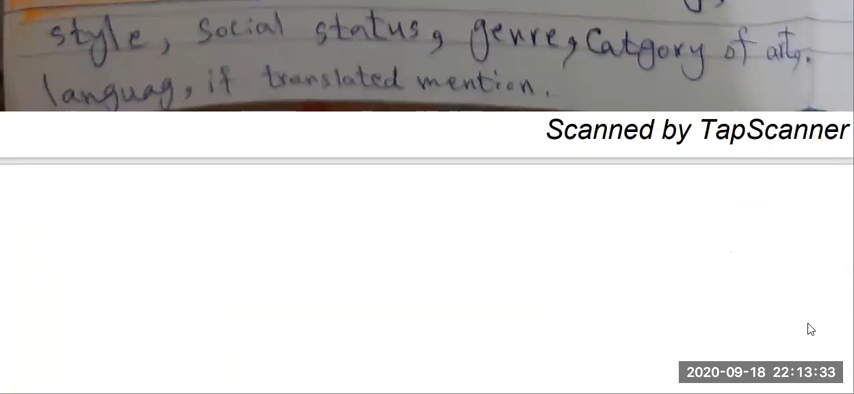 style, Social status, genre, Catgory of art,.
languag, if translated mention.
Scanned by TapScanner
2020-09-18 22:13:33